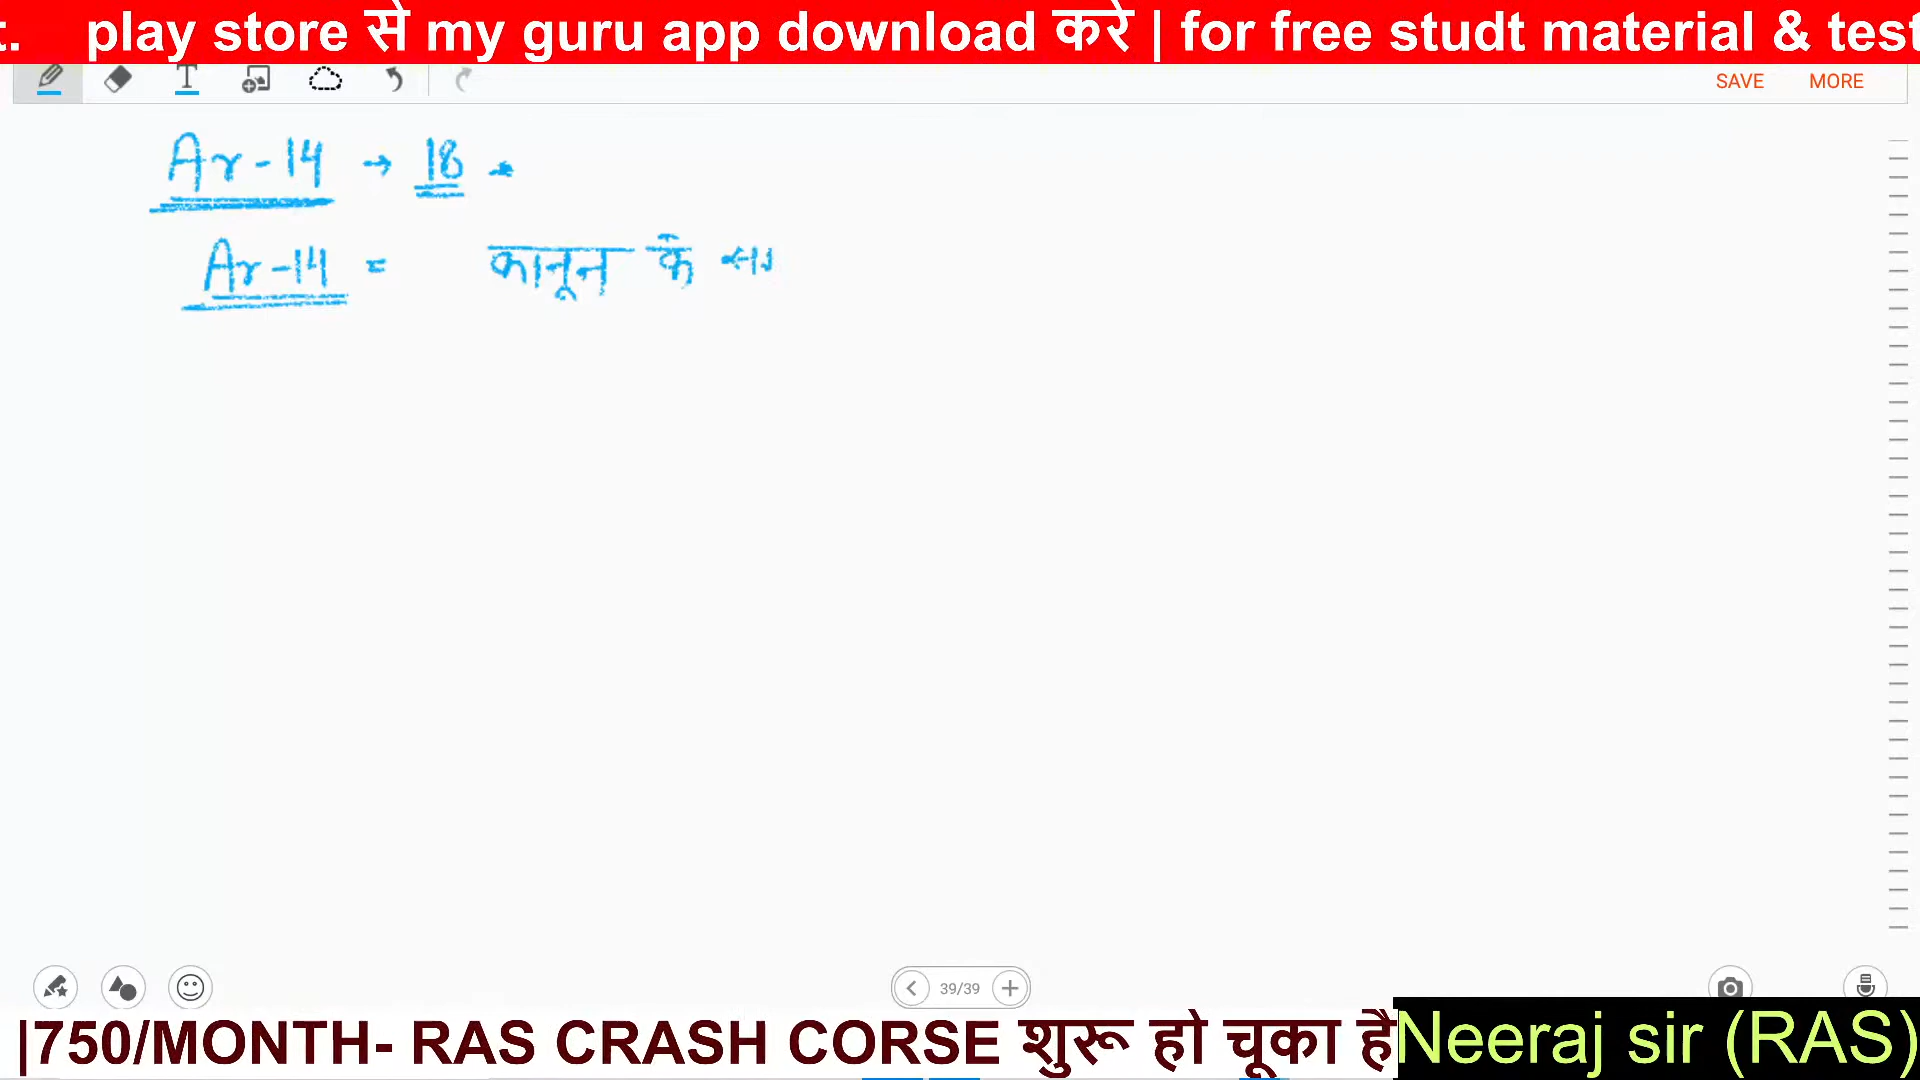 t. play store से my guru app download करे | for free studt material & test
SAVE MORE
Ar-14 → 18
Ar-14 = कानून के
39/39
|750/MONTH- RAS CRASH CORSE शुरू हो चूका है
Neeraj sir (RAS)